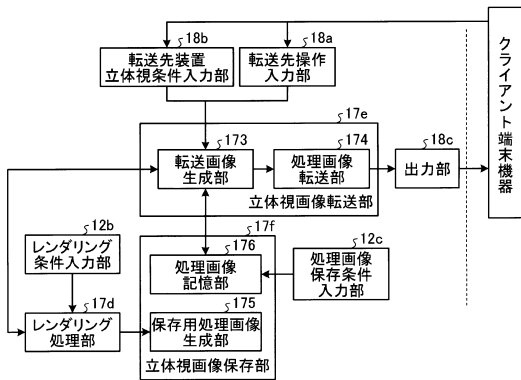 18b
18a
転送先装置
立体視条件入力部
転送先操作
入力部
クライアント端末機器
17e
173
174
18c
転送画像
生成部
処理画像
転送部
出力部
立体視画像転送部
12b
17f
12c
レンダリング
条件入力部
176
処理画像
記憶部
処理画像
保存条件
入力部
17d
175
レンダリング
処理部
保存用処理画像
生成部
立体視画像保存部